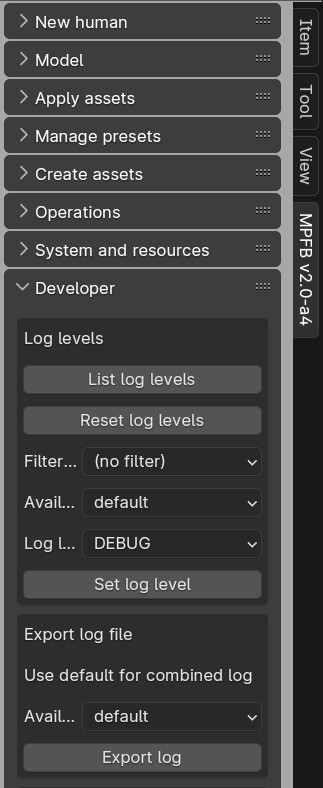 New human
Model
Apply assets
Manage presets
Create assets
Operations
System and resources
Developer
Log levels
List log levels
Reset log levels
Filter... (no filter)
Avail... default
Log l... DEBUG
Set log level
Export log file
Use default for combined log
Avail... default
Export log
Item
Tool
View
MPFB v2.0-a4